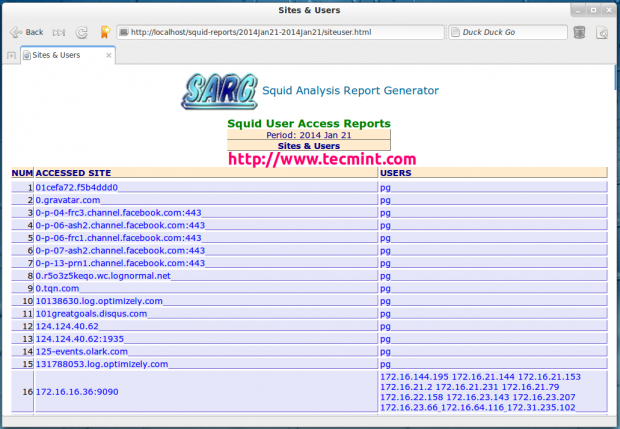 Sites & Users
Back
http://localhost/squid-reports/2014Jan21-2014Jan21/siteuser.html
Duck Duck Go
Sites & Users
SARG Squid Analysis Report Generator
Squid User Access Reports
Period: 2014 Jan 21
Sites & Users
http://www.tecmint.com
NUM ACCESSED SITE USERS
1 01cefa72.f5b4ddd0 pg
2 0.gravatar.com pg
3 0-p-04-frc3.channel.facebook.com:443 pg
4 0-p-06-ash2.channel.facebook.com:443 pg
5 0-p-06-frc1.channel.facebook.com:443 pg
6 0-p-07-ash2.channel.facebook.com:443 pg
7 0-p-13-prn1.channel.facebook.com:443 pg
8 0.r5o3z5keqo.wc.lognormal.net pg
9 0.tqn.com pg
10 10138630.log.optimizely.com pg
11 101greatgoals.disqus.com pg
12 124.124.40.62 pg
13 124.124.40.62:1935 pg
14 125-events.olark.com pg
15 131788053.log.optimizely.com pg
16 172.16.16.36:9090 172.16.144.195 172.16.21.144 172.16.21.153
172.16.21.2 172.16.21.231 172.16.21.79
172.16.22.158 172.16.23.143 172.16.23.207
172.16.23.66 172.16.64.116 172.31.235.102